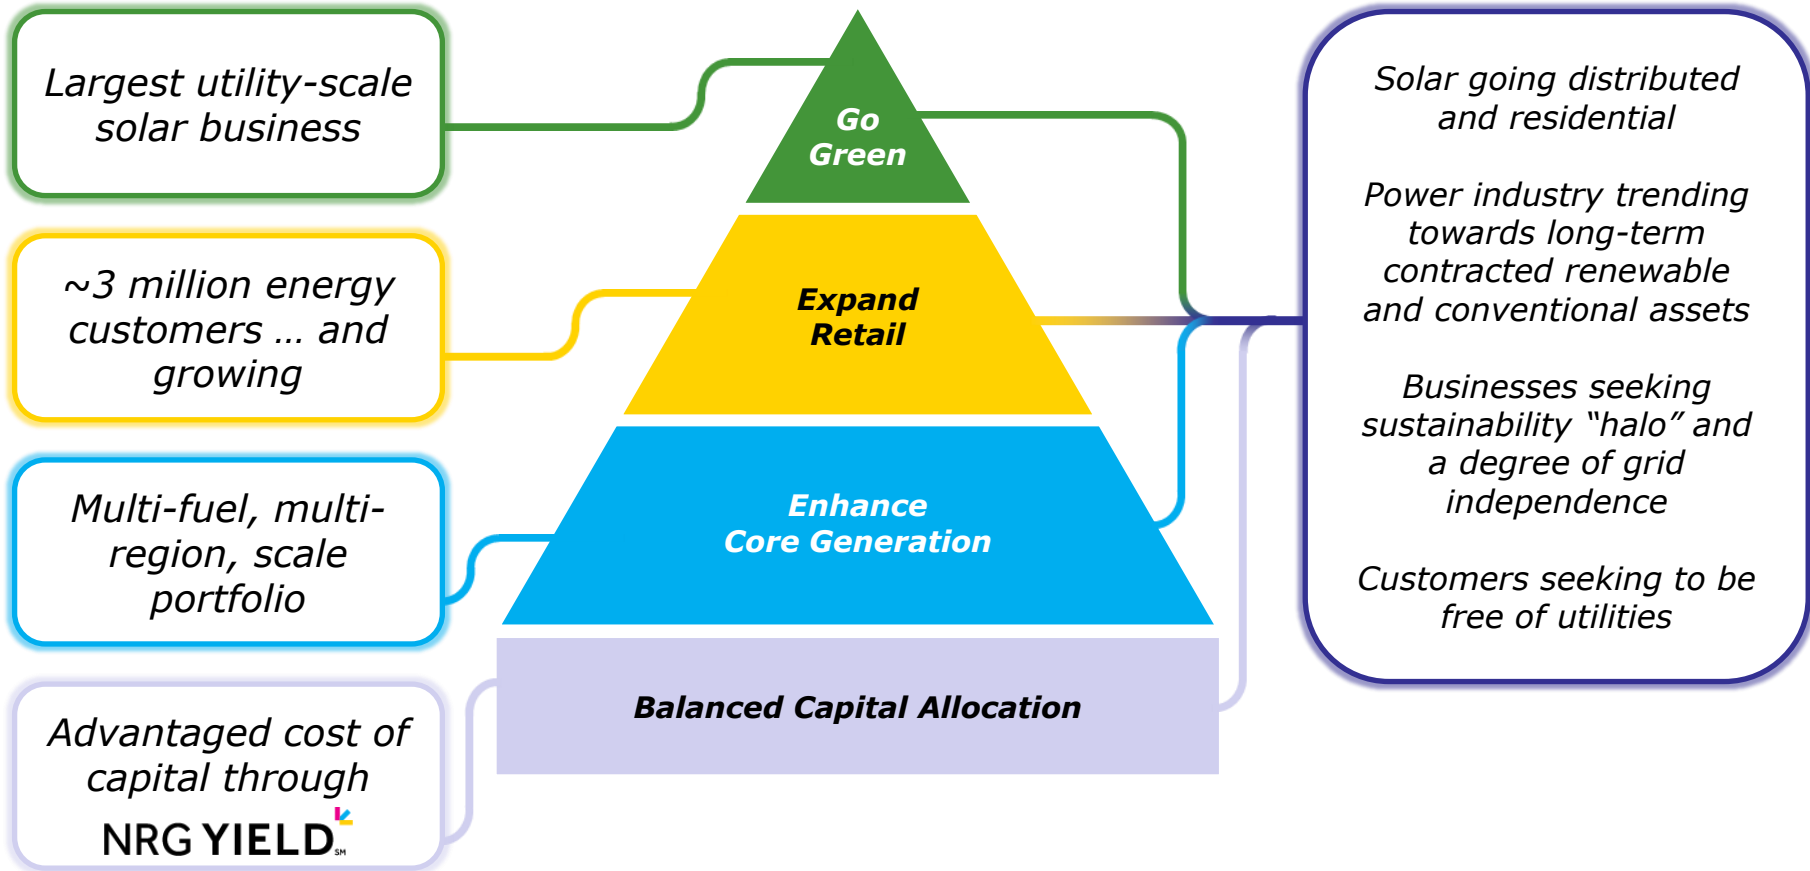 Largest utility-scale
solar business
~3 million energy
customers … and
growing
Multi-fuel, multi-
region, scale
portfolio
Advantaged cost of
capital through
NRG YIELD℠
Go
Green
Expand
Retail
Enhance
Core Generation
Balanced Capital Allocation
Solar going distributed
and residential
Power industry trending
towards long-term
contracted renewable
and conventional assets
Businesses seeking
sustainability “halo” and
a degree of grid
independence
Customers seeking to be
free of utilities